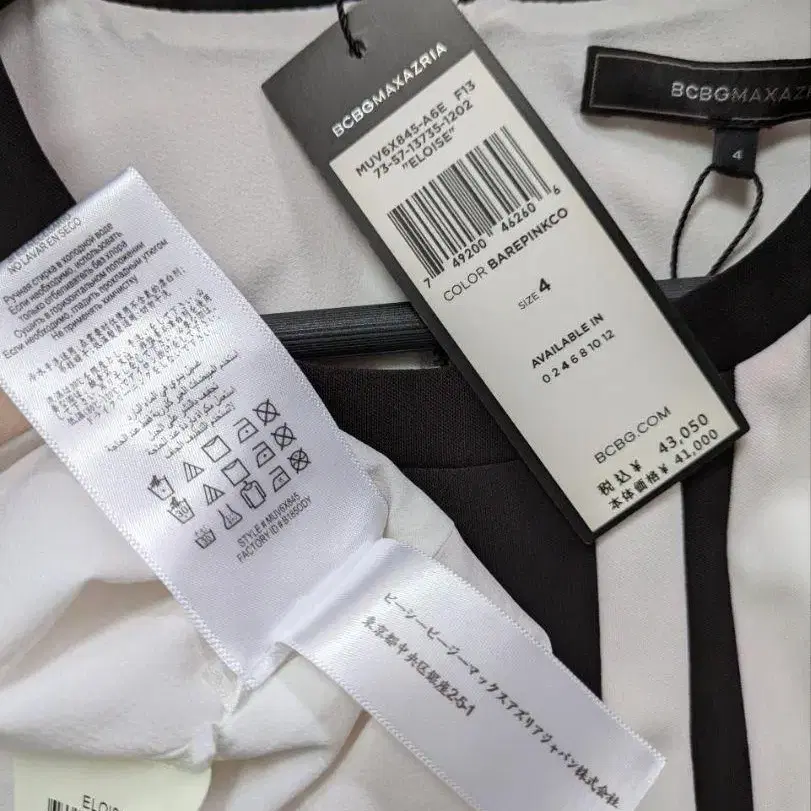 BCBGMAXAZRIA
MUV6X845-A6E F13
73-57-13735-1202
"ELOISE"
7 49200 46260 6
COLOR BAREPINKCO
SIZE 4
AVAILABLE IN
0 2 4 6 8 10 12
BCBG.COM
税込¥ 43,050
本体価格¥ 41,000
BCBGMAXAZ
4
NO LAVAR EN SECO
Ручная стирка в холодной воде
Если необходимо, использовать
только отбеливатель без хлора
Сушить в горизонтальном положении
Если необходимо, гладить прохладным утюгом
Не применять химчистку
STYLE# MUV6X845
FACTORY ID# B185ODY
ビーシービージーマックスアズリアジャパン株式会社
東京都中央区銀座2-5-1
ELOIS